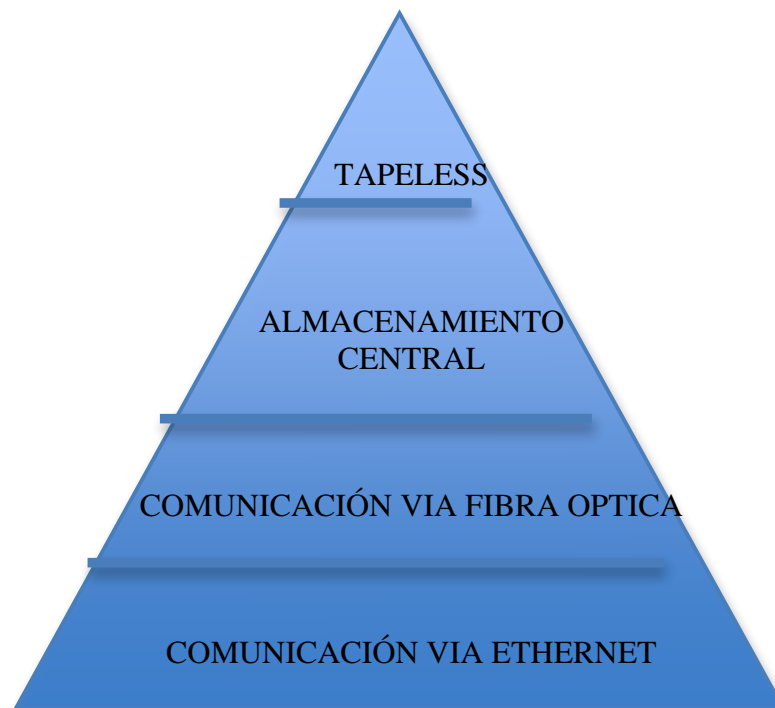 TAPELESS
ALMACENAMIENTO
CENTRAL
COMUNICACIÓN VIA FIBRA OPTICA
COMUNICACIÓN VIA ETHERNET